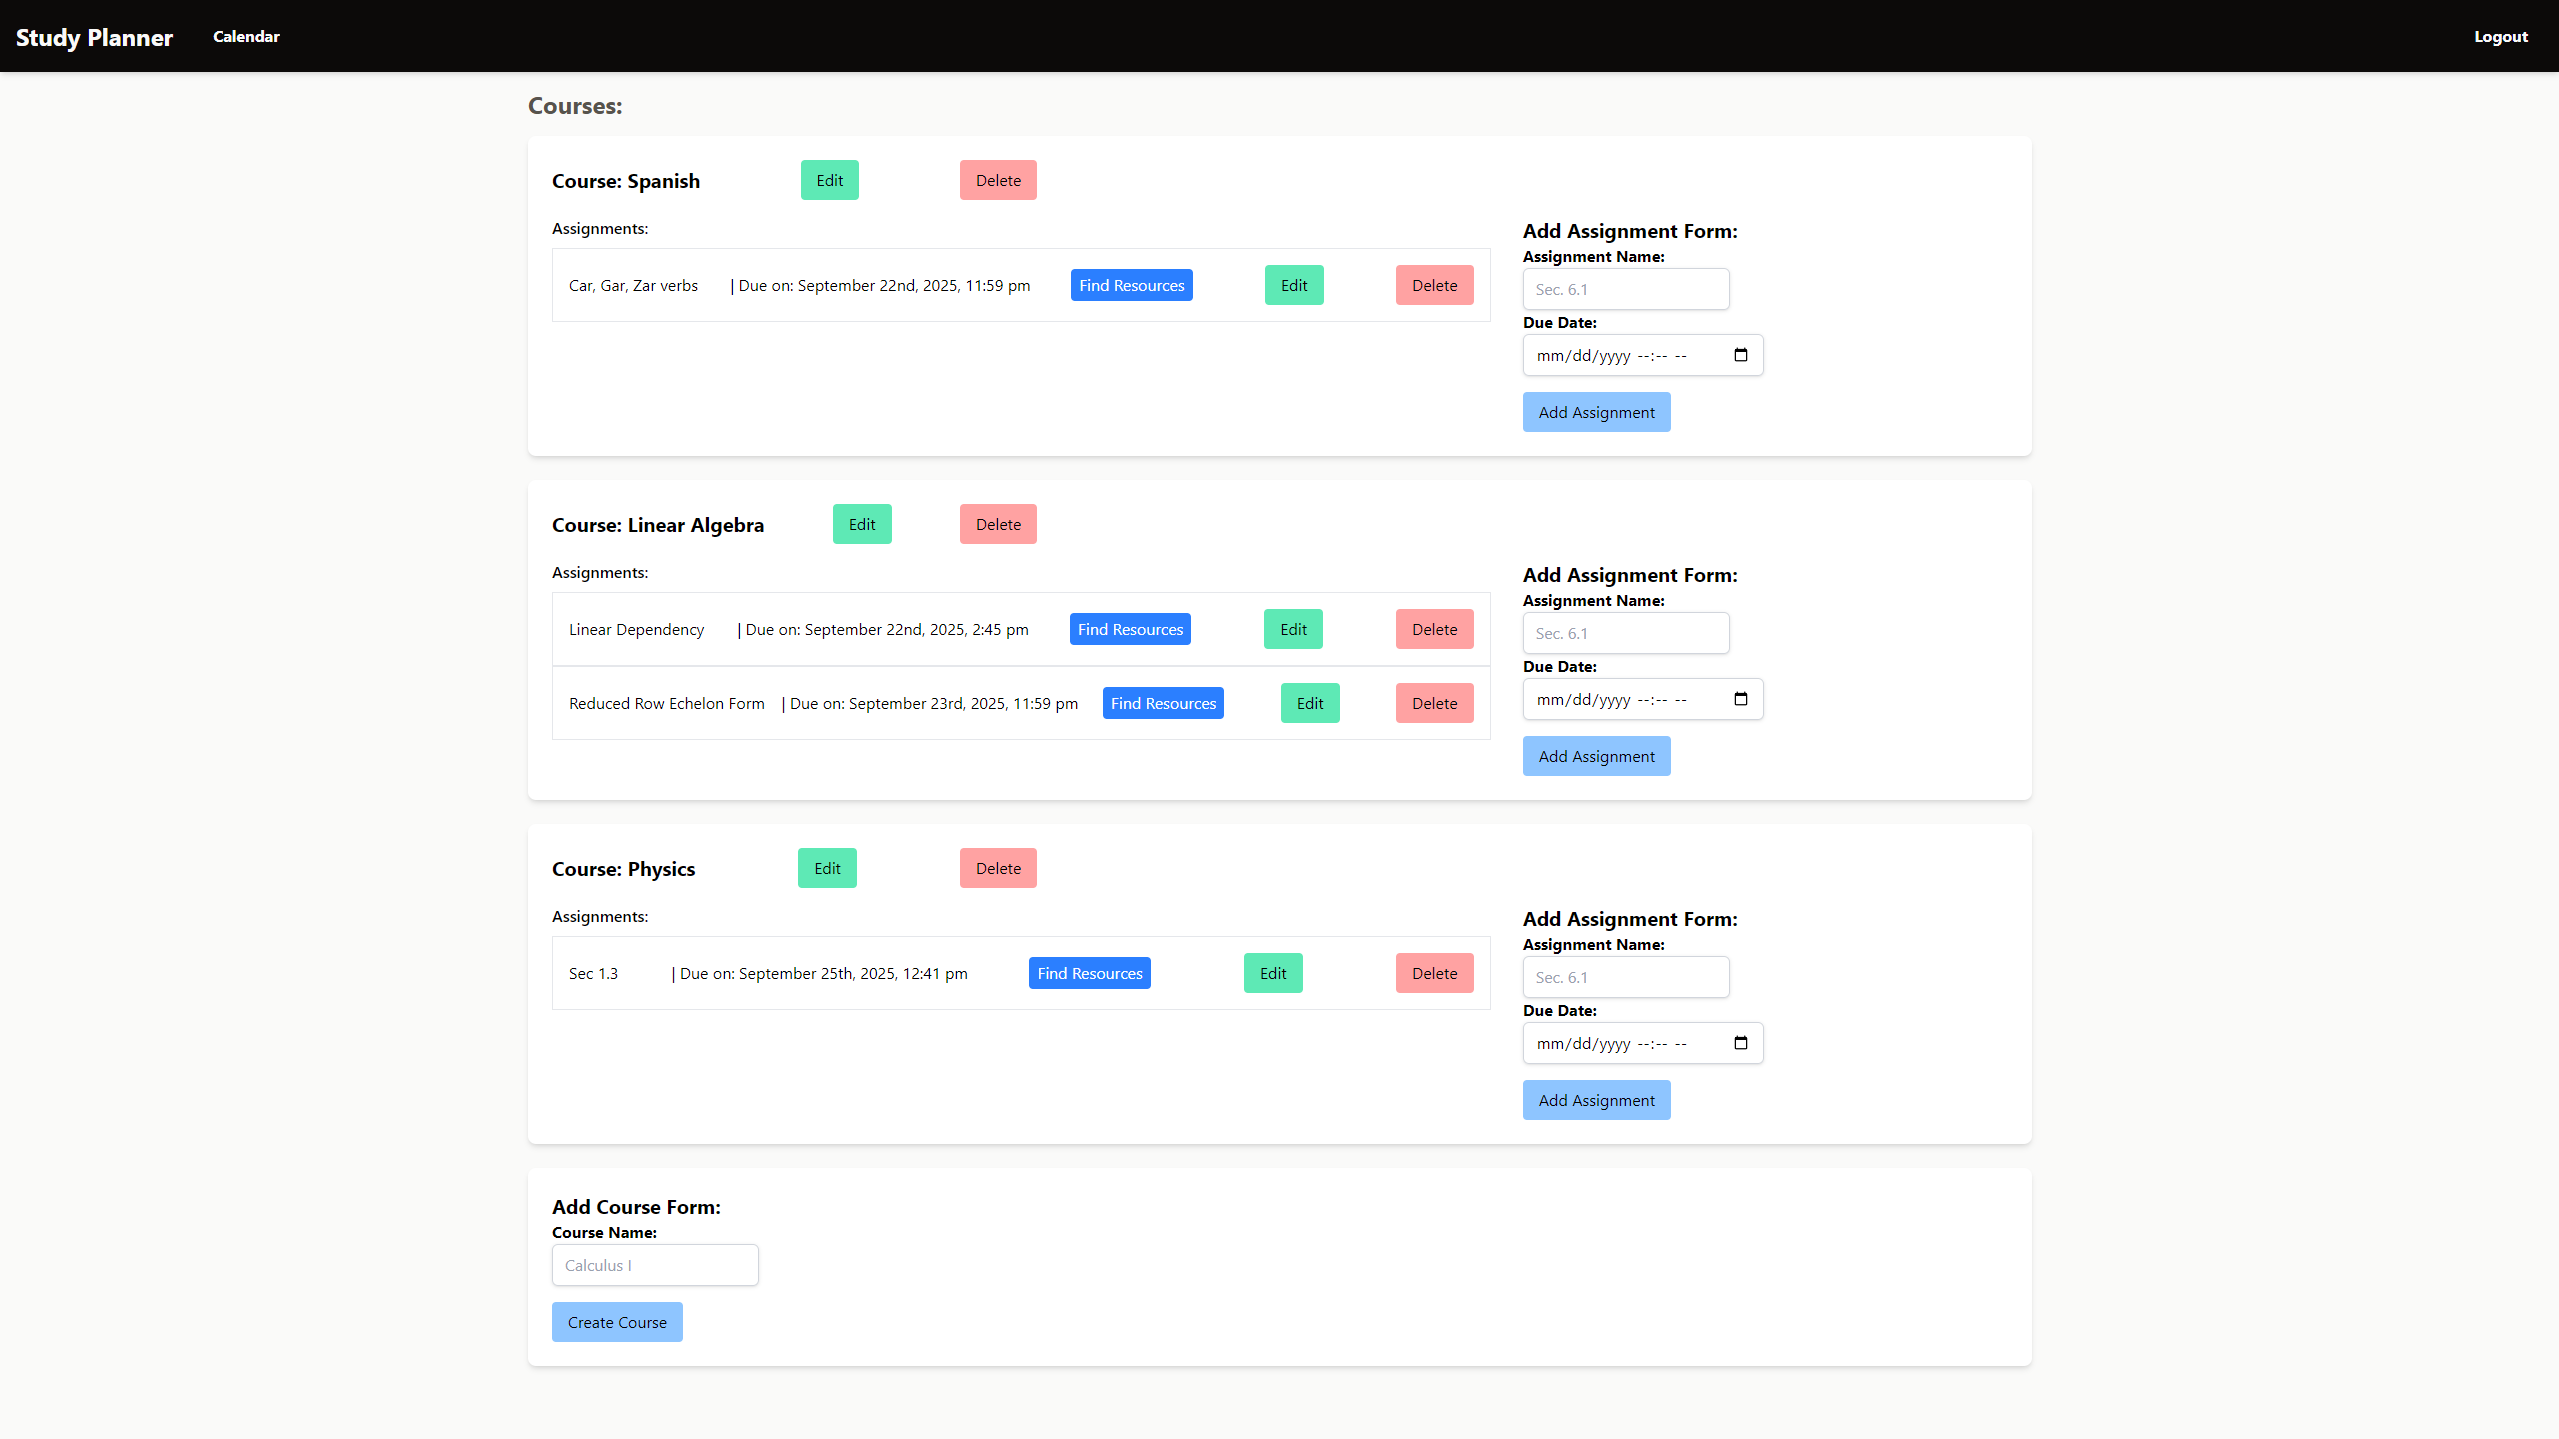 Study Planner Calendar Logout
Courses:
Course: Spanish Edit Delete
Assignments:
Car, Gar, Zar verbs | Due on: September 22nd, 2025, 11:59 pm Find Resources Edit Delete
Add Assignment Form:
Assignment Name:
Sec. 6.1
Due Date:
mm/dd/yyyy --:-- --
Add Assignment
Course: Linear Algebra Edit Delete
Assignments:
Linear Dependency | Due on: September 22nd, 2025, 2:45 pm Find Resources Edit Delete
Reduced Row Echelon Form | Due on: September 23rd, 2025, 11:59 pm Find Resources Edit Delete
Add Assignment Form:
Assignment Name:
Sec. 6.1
Due Date:
mm/dd/yyyy --:-- --
Add Assignment
Course: Physics Edit Delete
Assignments:
Sec 1.3 | Due on: September 25th, 2025, 12:41 pm Find Resources Edit Delete
Add Assignment Form:
Assignment Name:
Sec. 6.1
Due Date:
mm/dd/yyyy --:-- --
Add Assignment
Add Course Form:
Course Name:
Calculus I
Create Course